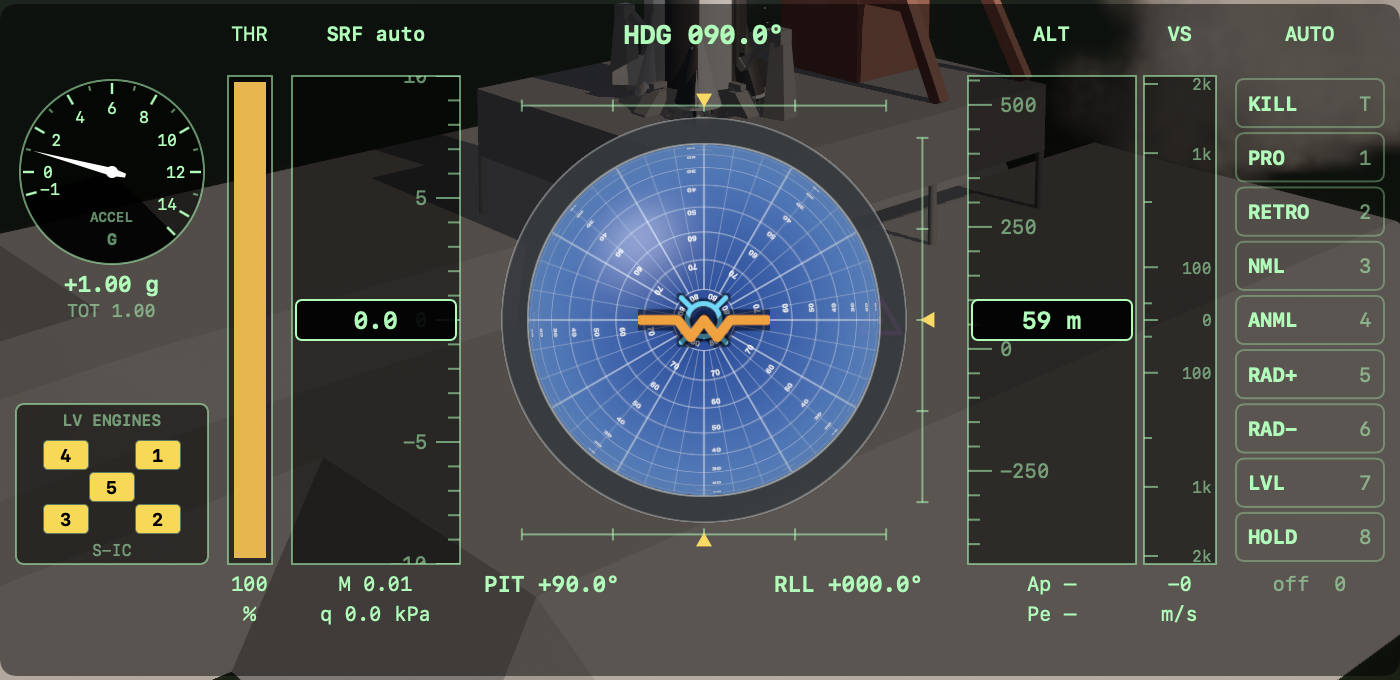 THR SRF auto HDG 090.0° ALT VS AUTO
-1 0 2 4 6 8 10 12 14
ACCEL
G
+1.00 g
TOT 1.00
LV ENGINES
4 1
5
3 2
S-IC
100
%
10
5
0.0
-5
-10
M 0.01
q 0.0 kPa
PIT +90.0° RLL +000.0°
500
250
59 m
0
-250
Ap —
Pe —
2k
1k
100
0
100
1k
2k
-0
m/s
KILL T
PRO 1
RETRO 2
NML 3
ANML 4
RAD+ 5
RAD- 6
LVL 7
HOLD 8
off 0